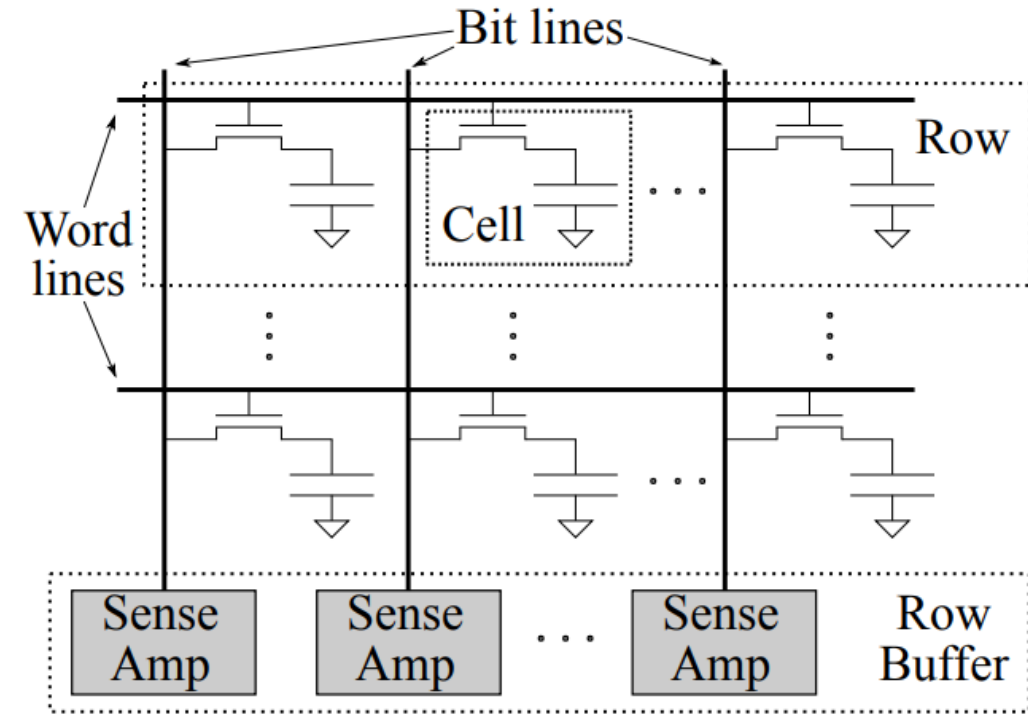 Bit lines
Row
Cell
Word
lines
Sense
Amp
Sense
Amp
Sense
Amp
Row
Buffer